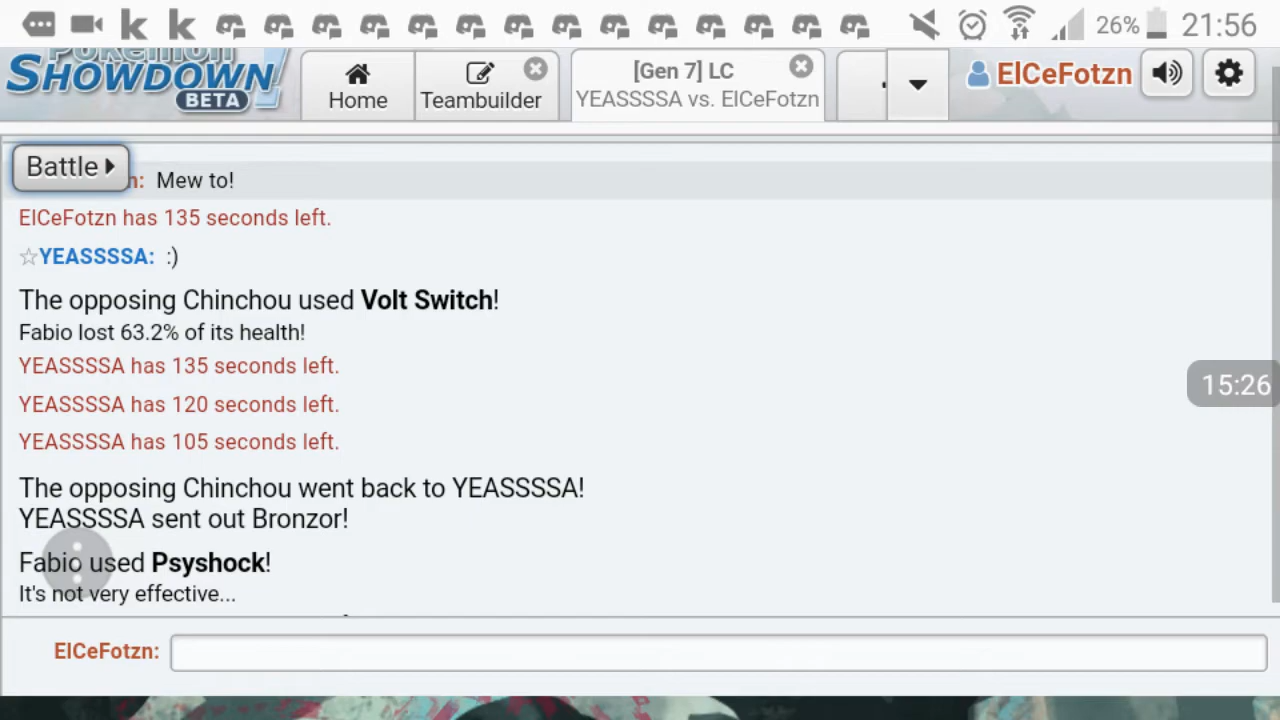 26% 21:56
Pokémon
SHOWDOWN
BETA
Home
Teambuilder
[Gen 7] LC
YEASSSSA vs. ElCeFotzn
ElCeFotzn
Battle
n: Mew to!
ElCeFotzn has 135 seconds left.
☆YEASSSSA: :)
The opposing Chinchou used Volt Switch!
Fabio lost 63.2% of its health!
YEASSSSA has 135 seconds left.
15:26
YEASSSSA has 120 seconds left.
YEASSSSA has 105 seconds left.
The opposing Chinchou went back to YEASSSSA!
YEASSSSA sent out Bronzor!
Fabio used Psyshock!
It's not very effective...
ElCeFotzn: